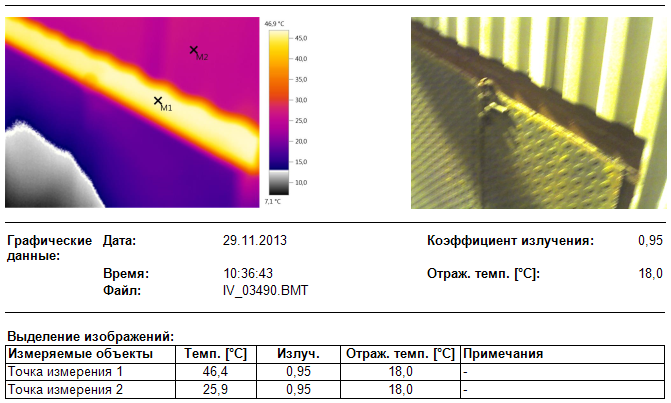 46,9 °C
45,0
40,0
35,0
30,0
25,0
20,0
15,0
10,0
7,1 °C
M2
M1
Графические данные:
Дата: 29.11.2013 Коэффициент излучения: 0,95
Время: 10:36:43 Отраж. темп. [°C]: 18,0
Файл: IV_03490.BMT
Выделение изображений:
Измеряемые объекты Темп. [°C] Излуч. Отраж. темп. [°C] Примечания
Точка измерения 1 46,4 0,95 18,0 -
Точка измерения 2 25,9 0,95 18,0 -